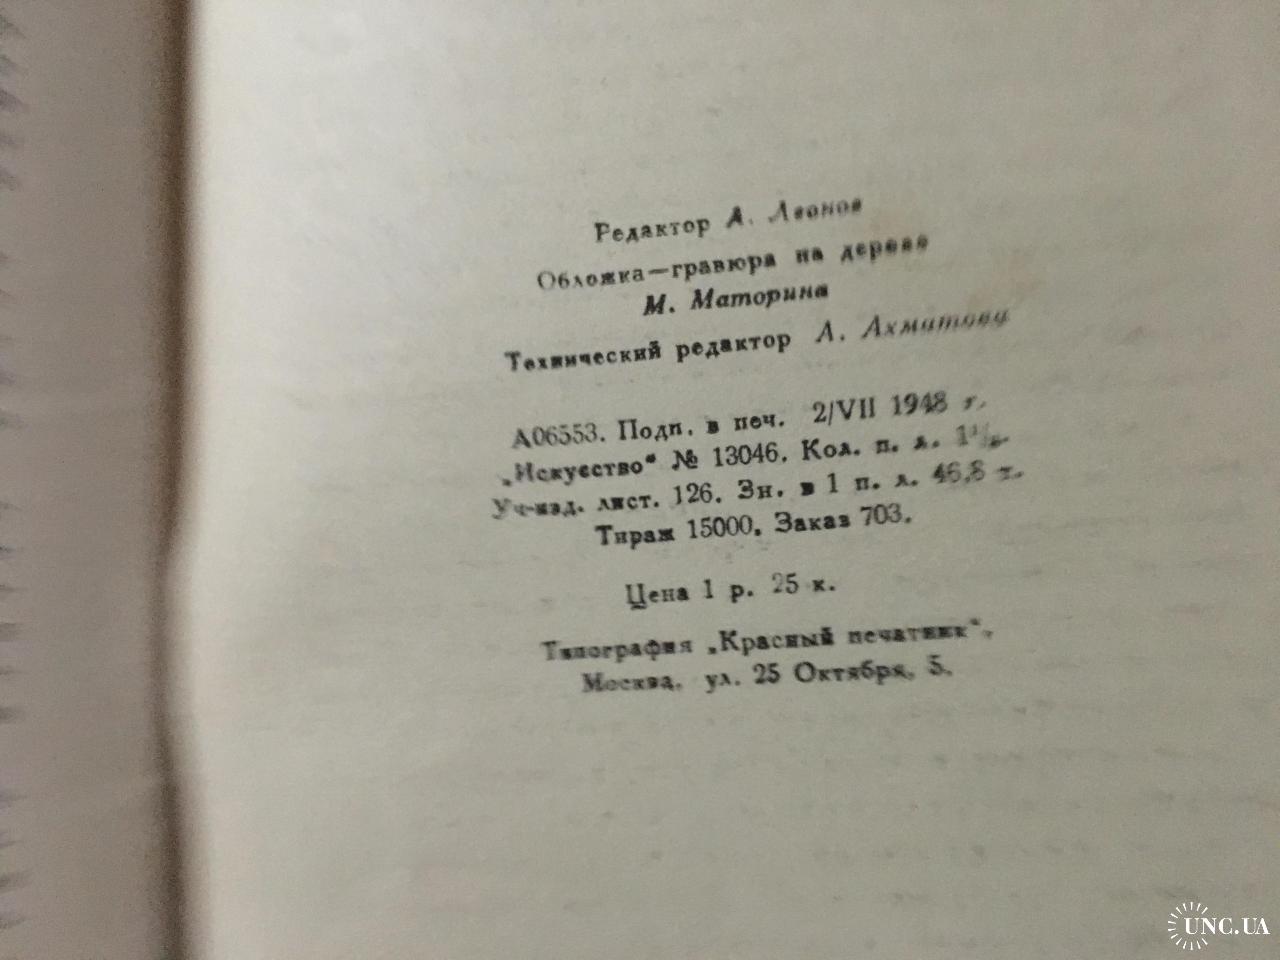 Редактор А. Леонов
Обложка—гравюра на дереве
М. Маторина
Технический редактор А. Ахматова
А06553. Подп. в печ. 2/VII 1948 г.
„Искусство“ № 13046. Кол. п. л.
Уч-изд. лист. 126. Зн. в 1 п. л. 46,8 т.
Тираж 15000. Заказ 703.
Цена 1 р. 25 к.
Типография „Красный печатник“,
Москва, ул. 25 Октября, 5.
UNC.UA